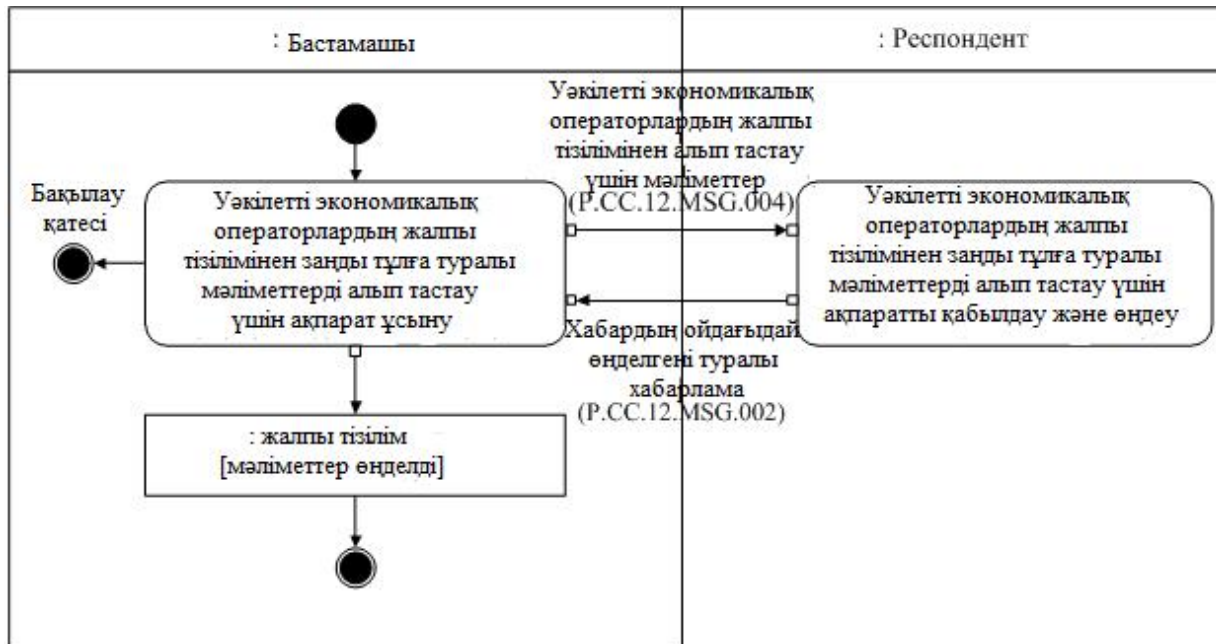 : Бастамашы
: Респондент
Уәкілетті экономикалық
операторлардың жалпы
тізілімінен алып тастау
үшін мәліметтер
(P.CC.12.MSG.004)
Бақылау
қатесі
Уәкілетті экономикалық
операторлардың жалпы
тізілімінен заңды тұлға туралы
мәліметтерді алып тастау
үшін ақпарат ұсыну
Уәкілетті экономикалық
операторлардың жалпы
тізілімінен заңды тұлға туралы
мәліметтерді алып тастау үшін
ақпаратты қабылдау және өңдеу
Хабардың ойдағыдай
өңделгені туралы
хабарлама
(P.CC.12.MSG.002)
: жалпы тізілім
[мәліметтер өңделді]